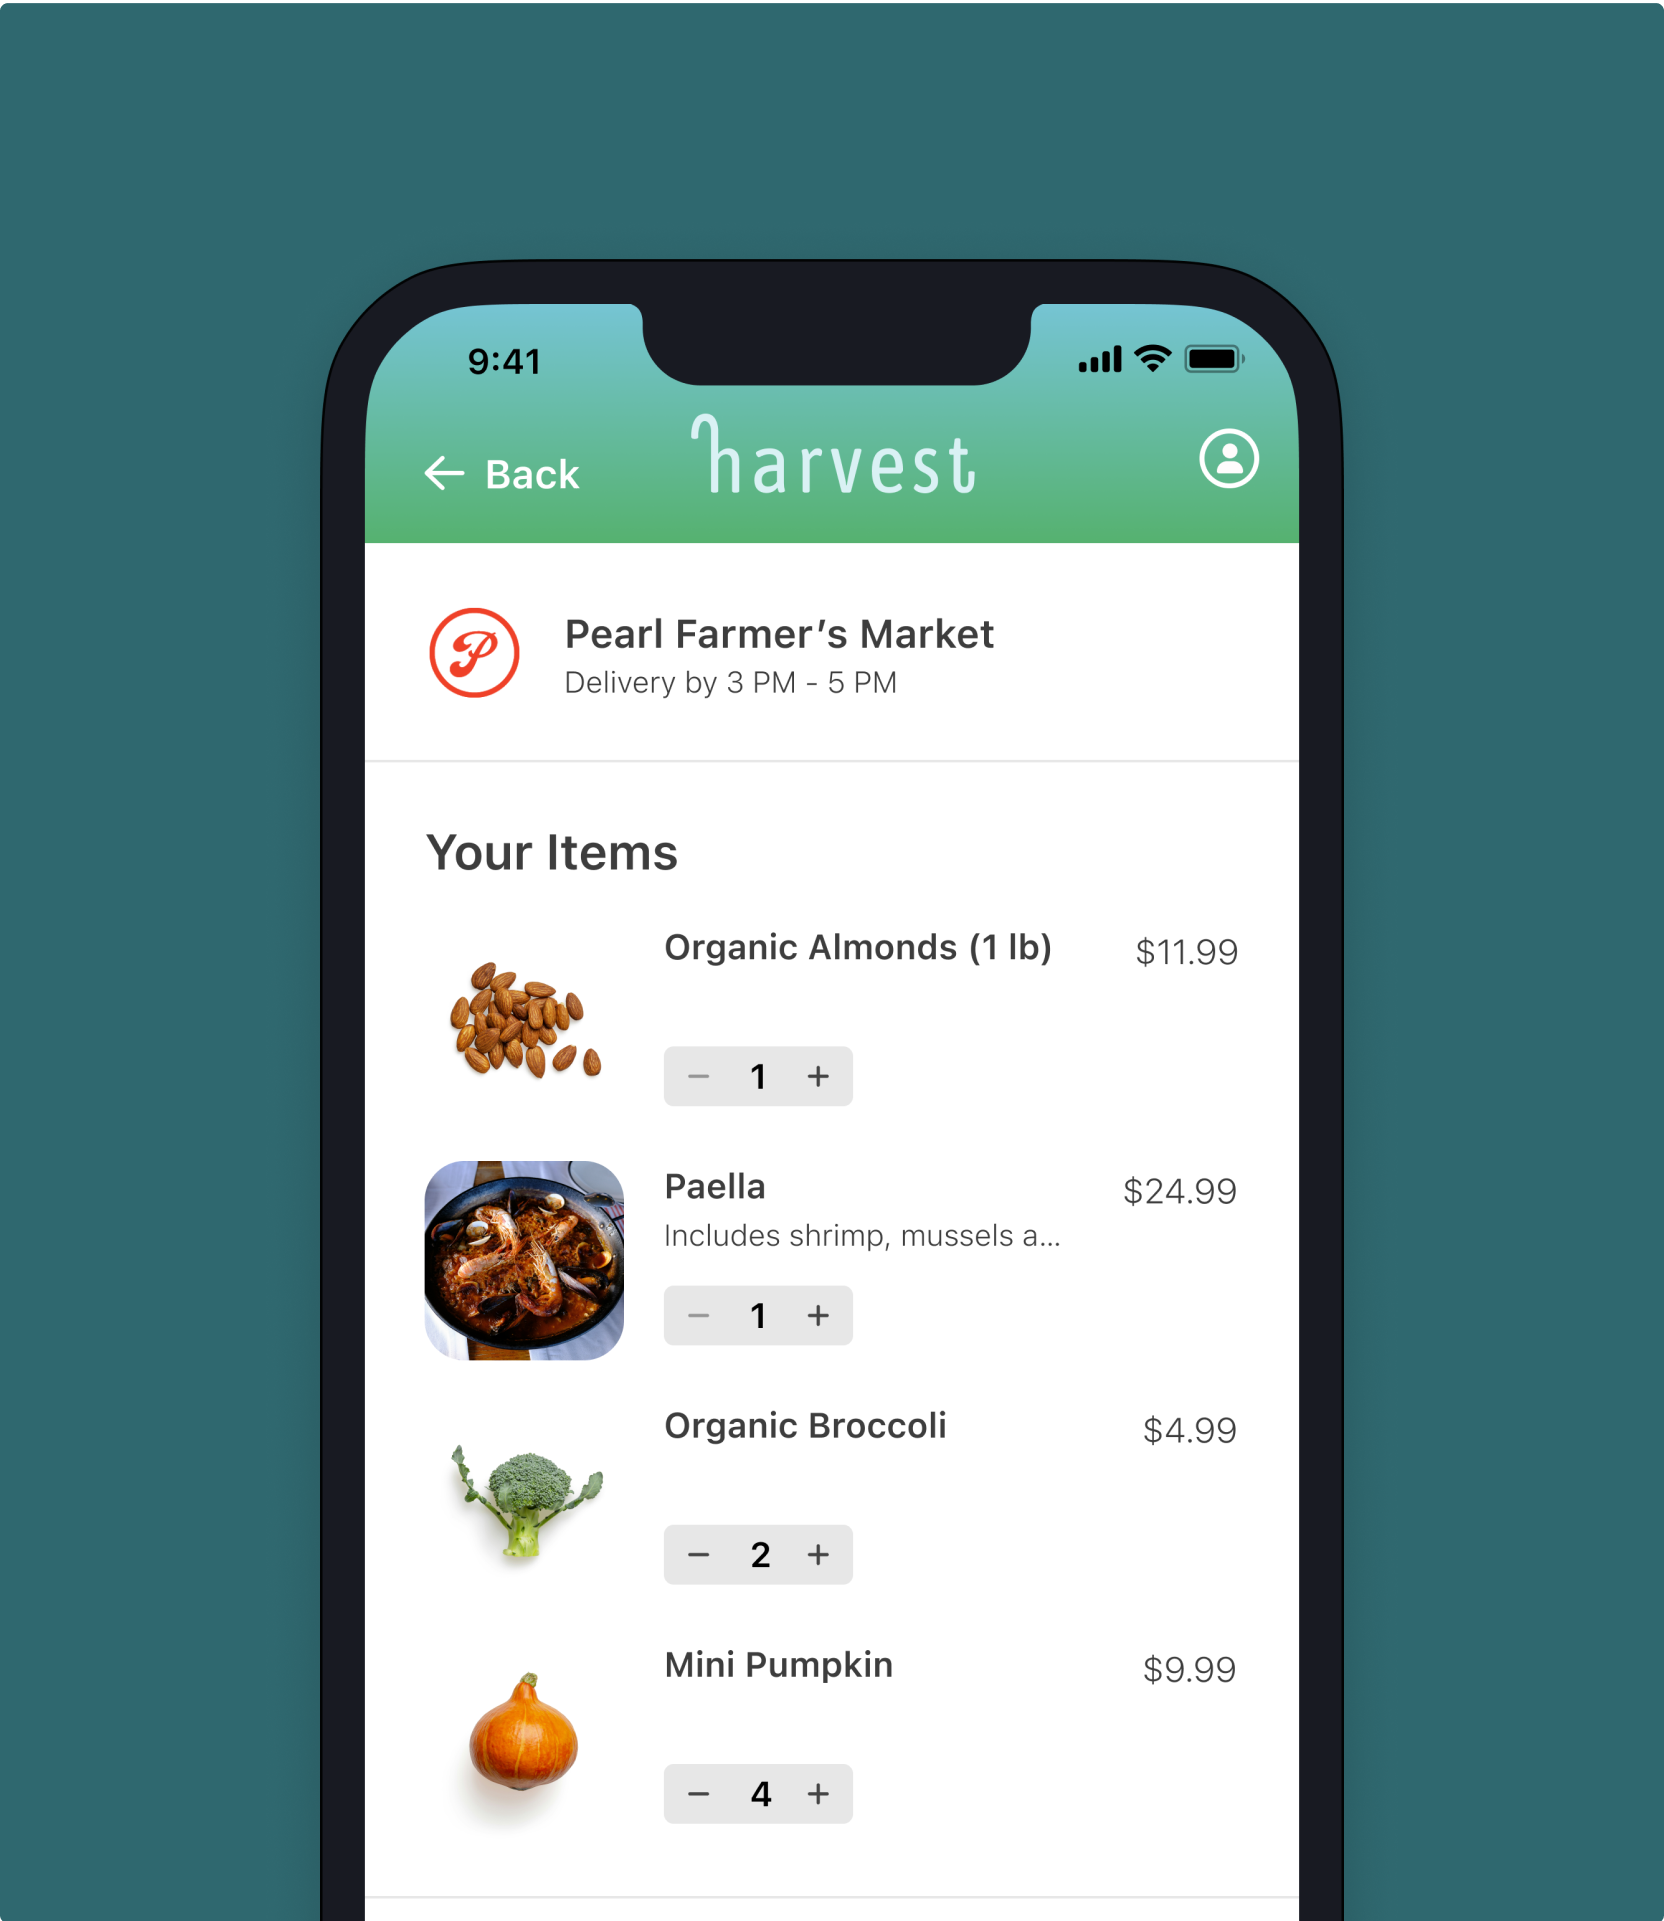 9:41
← Back
harvest
P
Pearl Farmer’s Market
Delivery by 3 PM - 5 PM
Your Items
Organic Almonds (1 lb)
$11.99
− 1 +
Paella
$24.99
Includes shrimp, mussels a...
− 1 +
Organic Broccoli
$4.99
− 2 +
Mini Pumpkin
$9.99
− 4 +